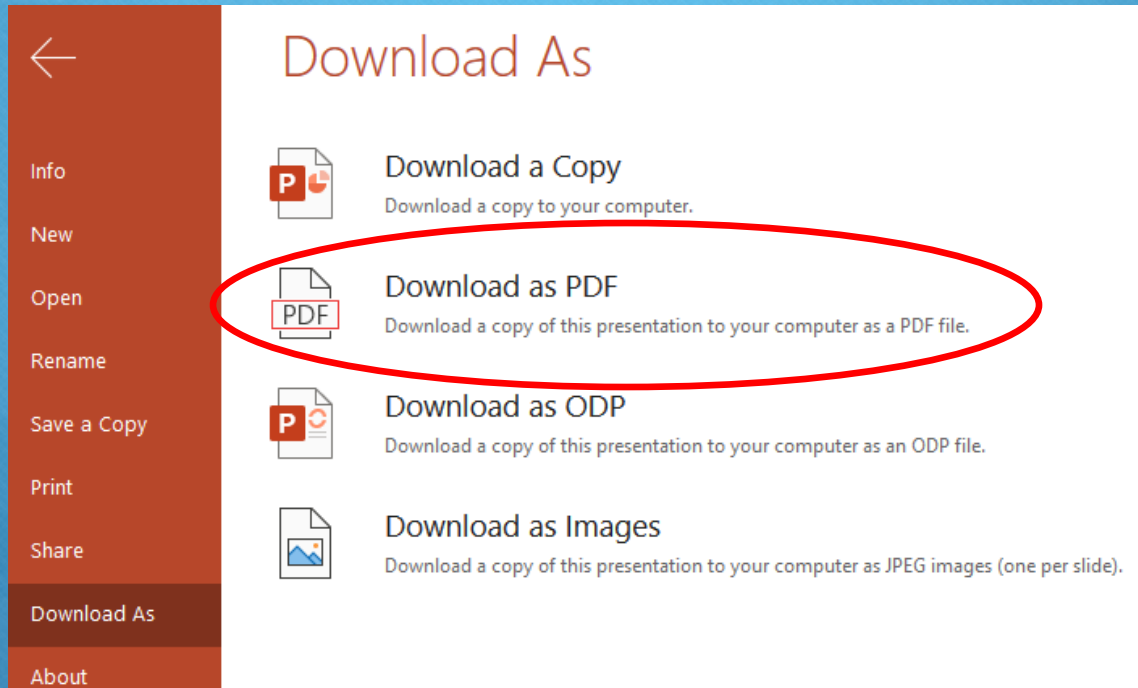 Download As
Info
New
Open
Rename
Save a Copy
Print
Share
Download As
About
P
Download a Copy
Download a copy to your computer.
PDF
Download as PDF
Download a copy of this presentation to your computer as a PDF file.
P
Download as ODP
Download a copy of this presentation to your computer as an ODP file.
Download as Images
Download a copy of this presentation to your computer as JPEG images (one per slide).